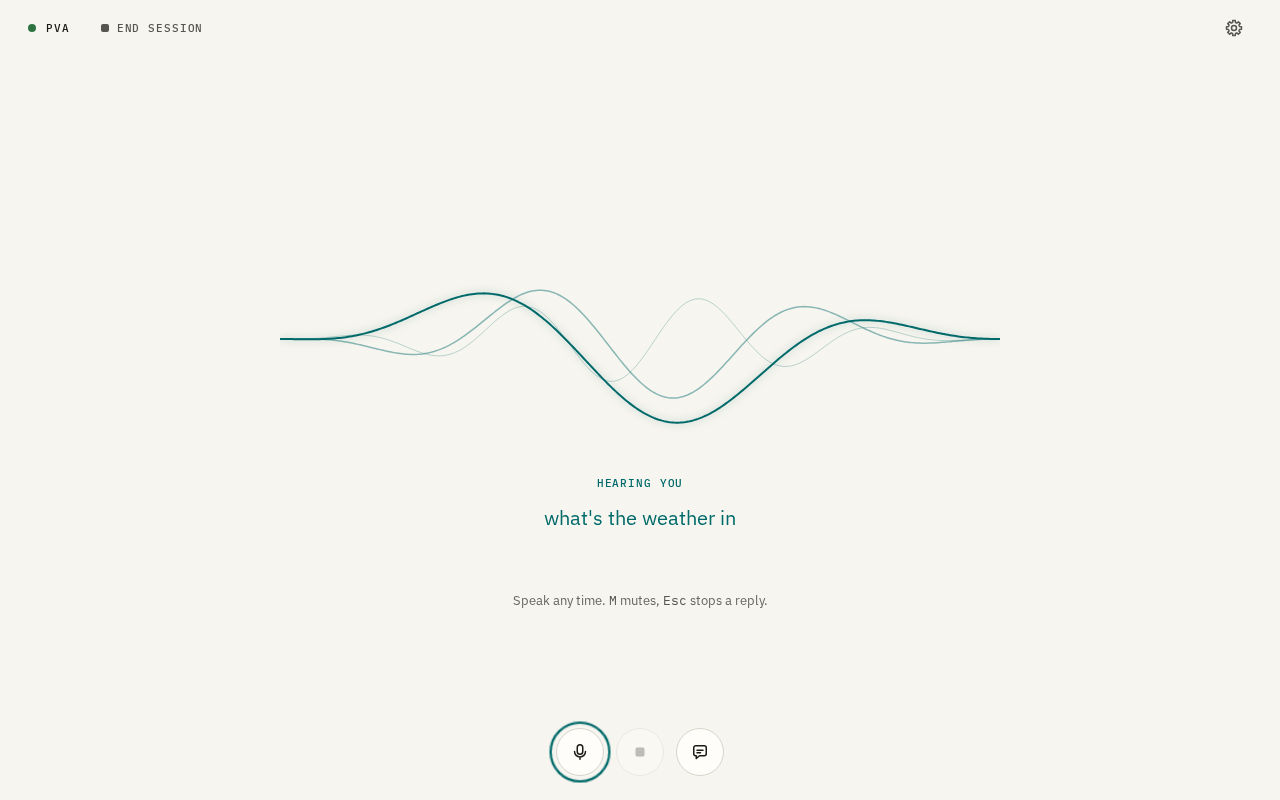 PVA
END SESSION
HEARING YOU
what's the weather in
Speak any time. M mutes, Esc stops a reply.